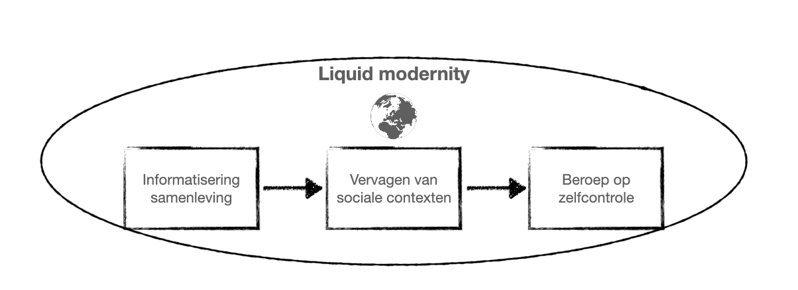 Liquid modernity
Informatisering
samenleving
Vervagen van
sociale contexten
Beroep op
zelfcontrole